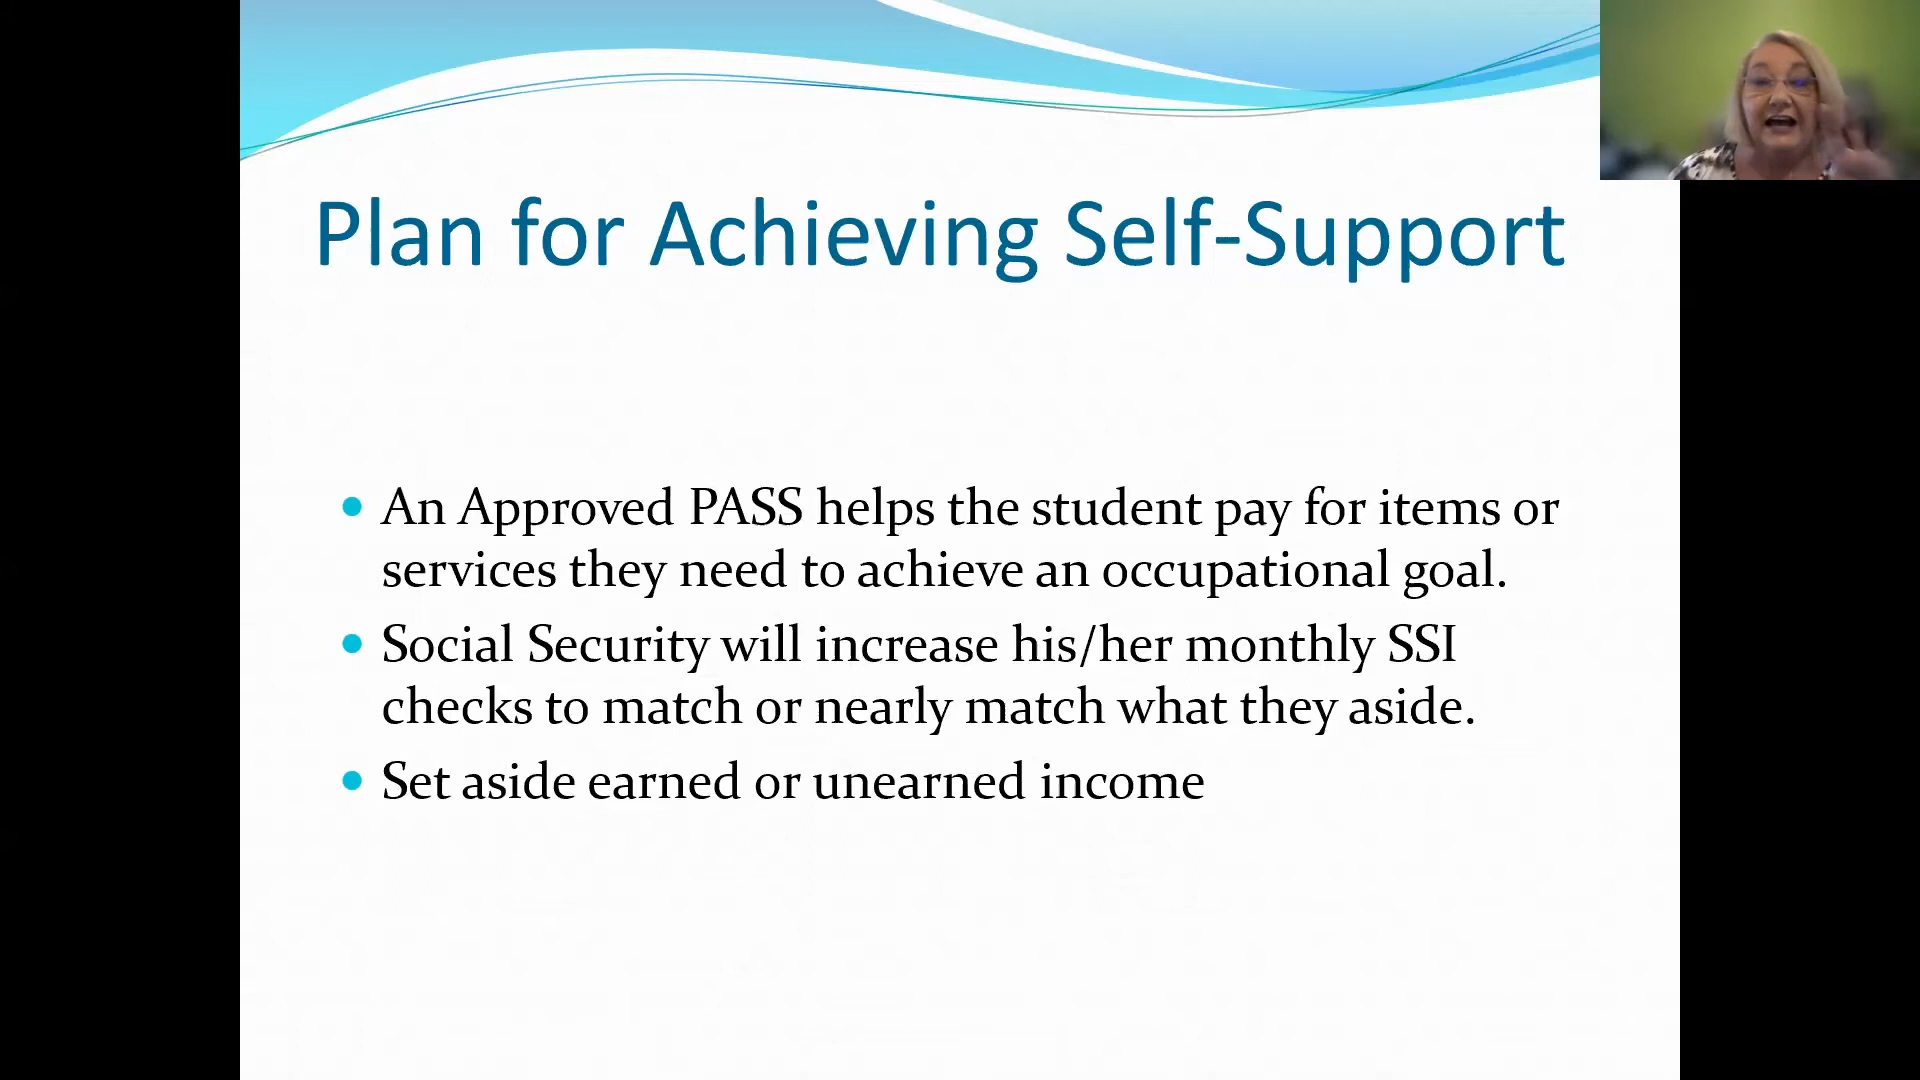 Plan for Achieving Self-Support
An Approved PASS helps the student pay for items or
services they need to achieve an occupational goal.
Social Security will increase his/her monthly SSI
checks to match or nearly match what they aside.
Set aside earned or unearned income